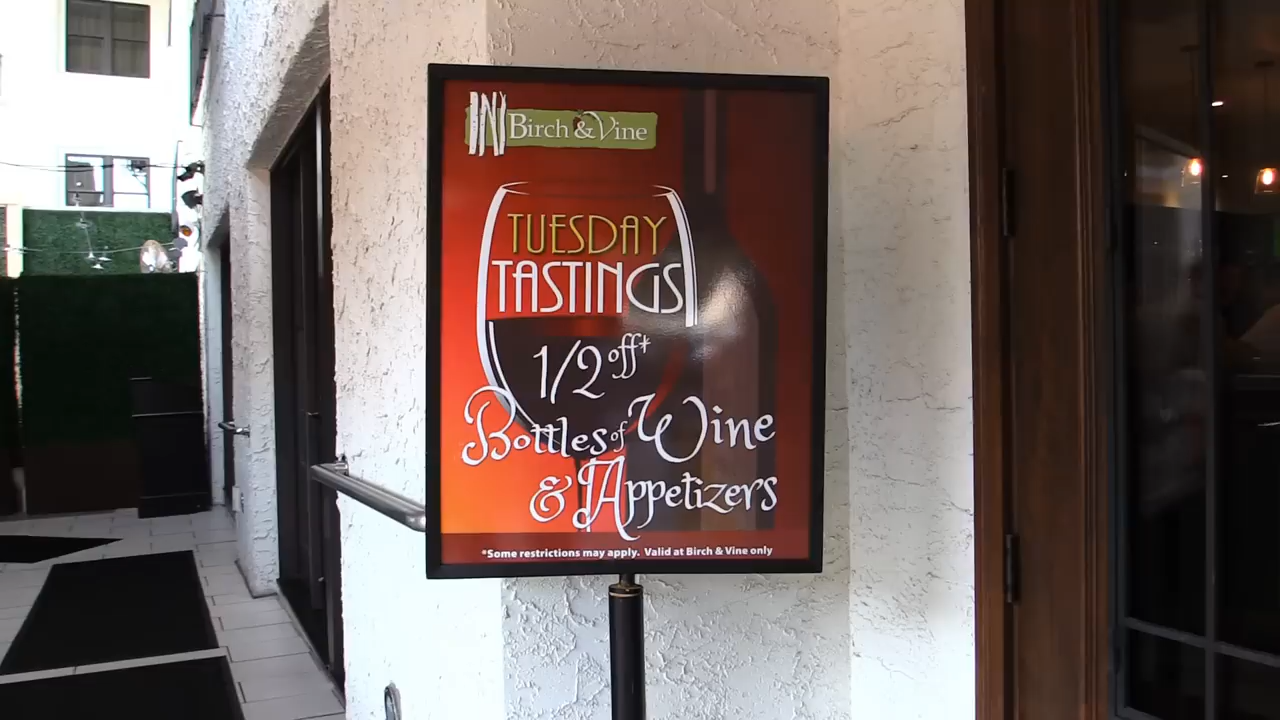 Birch & Vine
TUESDAY
TASTINGS
1/2 off*
Bottles of Wine
& Appetizers
*Some restrictions may apply. Valid at Birch & Vine only